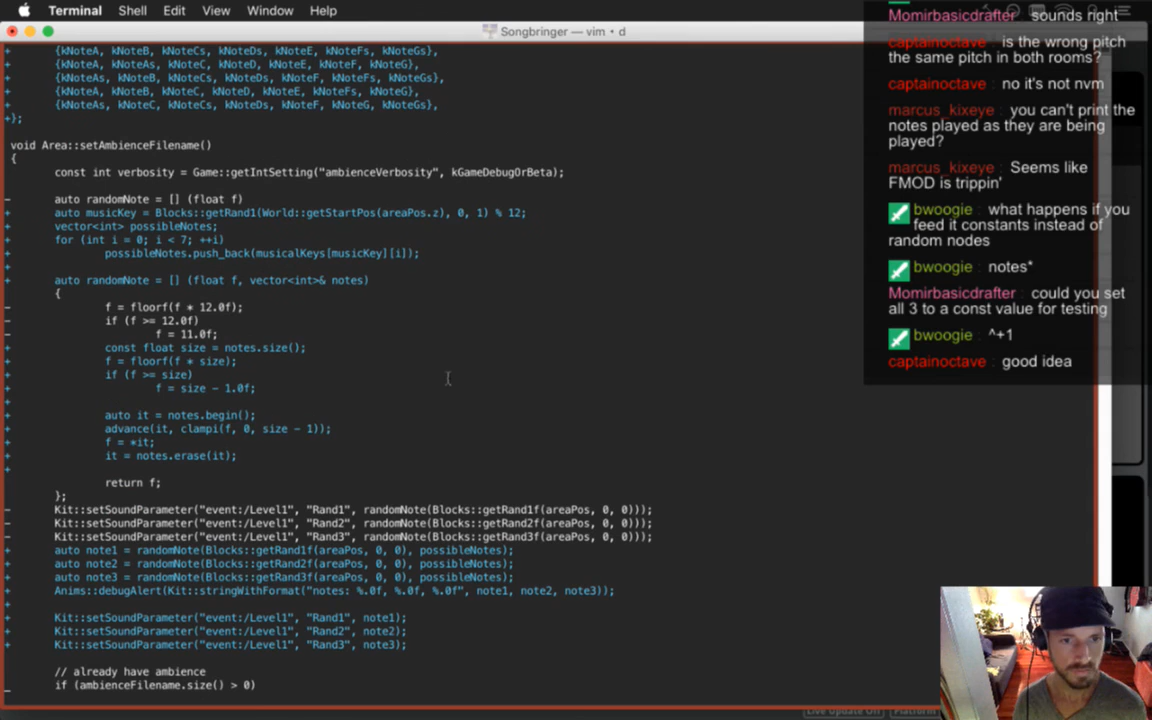 Terminal Shell Edit View Window Help
Songbringer — vim • d
+ {kNoteA, kNoteB, kNoteCs, kNoteDs, kNoteE, kNoteFs, kNoteGs},
+ {kNoteA, kNoteAs, kNoteC, kNoteD, kNoteE, kNoteF, kNoteG},
+ {kNoteAs, kNoteB, kNoteCs, kNoteDs, kNoteF, kNoteFs, kNoteGs},
+ {kNoteA, kNoteB, kNoteC, kNoteD, kNoteE, kNoteFs, kNoteG},
+ {kNoteAs, kNoteC, kNoteCs, kNoteDs, kNoteF, kNoteG, kNoteGs},
+};
void Area::setAmbienceFilename()
{
const int verbosity = Game::getIntSetting("ambienceVerbosity", kGameDebugOrBeta);
- auto randomNote = [] (float f)
+ auto musicKey = Blocks::getRand1(World::getStartPos(areaPos.z), 0, 1) % 12;
+ vector<int> possibleNotes;
+ for (int i = 0; i < 7; ++i)
+ possibleNotes.push_back(musicalKeys[musicKey][i]);
+
+ auto randomNote = [] (float f, vector<int>& notes)
{
- f = floorf(f * 12.0f);
- if (f >= 12.0f)
- f = 11.0f;
+ const float size = notes.size();
+ f = floorf(f * size);
+ if (f >= size)
+ f = size - 1.0f;
+
+ auto it = notes.begin();
+ advance(it, clampi(f, 0, size - 1));
+ f = *it;
+ it = notes.erase(it);
+
return f;
};
- Kit::setSoundParameter("event:/Level1", "Rand1", randomNote(Blocks::getRand1f(areaPos, 0, 0)));
- Kit::setSoundParameter("event:/Level1", "Rand2", randomNote(Blocks::getRand2f(areaPos, 0, 0)));
- Kit::setSoundParameter("event:/Level1", "Rand3", randomNote(Blocks::getRand3f(areaPos, 0, 0)));
+ auto note1 = randomNote(Blocks::getRand1f(areaPos, 0, 0), possibleNotes);
+ auto note2 = randomNote(Blocks::getRand2f(areaPos, 0, 0), possibleNotes);
+ auto note3 = randomNote(Blocks::getRand3f(areaPos, 0, 0), possibleNotes);
+ Anims::debugAlert(Kit::stringWithFormat("notes: %.0f, %.0f, %.0f", note1, note2, note3));
+
+ Kit::setSoundParameter("event:/Level1", "Rand1", note1);
+ Kit::setSoundParameter("event:/Level1", "Rand2", note2);
+ Kit::setSoundParameter("event:/Level1", "Rand3", note3);
// already have ambience
if (ambienceFilename.size() > 0)
Momirbasicdrafter sounds right
captainoctave : is the wrong pitch
the same pitch in both rooms?
captainoctave : no it's not nvm
marcus_kixeye : you can't print the
notes played as they are being
played?
marcus_kixeye : Seems like
FMOD is trippin'
bwoogie : what happens if you
feed it constants instead of
random nodes
bwoogie : notes*
Momirbasicdrafter : could you set
all 3 to a const value for testing
bwoogie : ^+1
captainoctave : good idea
Live Update Off Platform